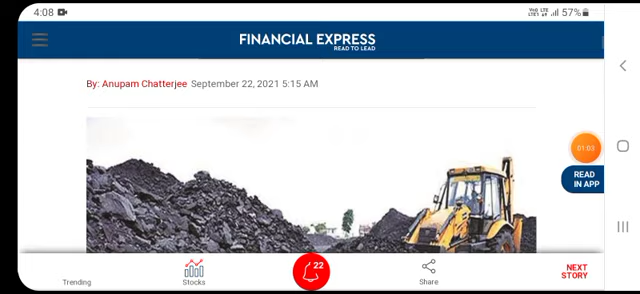 4:08
57%
FINANCIAL EXPRESS
READ TO LEAD
By: Anupam Chatterjee September 22, 2021 5:15 AM
01:03
READ
IN APP
22
Trending
Stocks
Share
NEXT
STORY